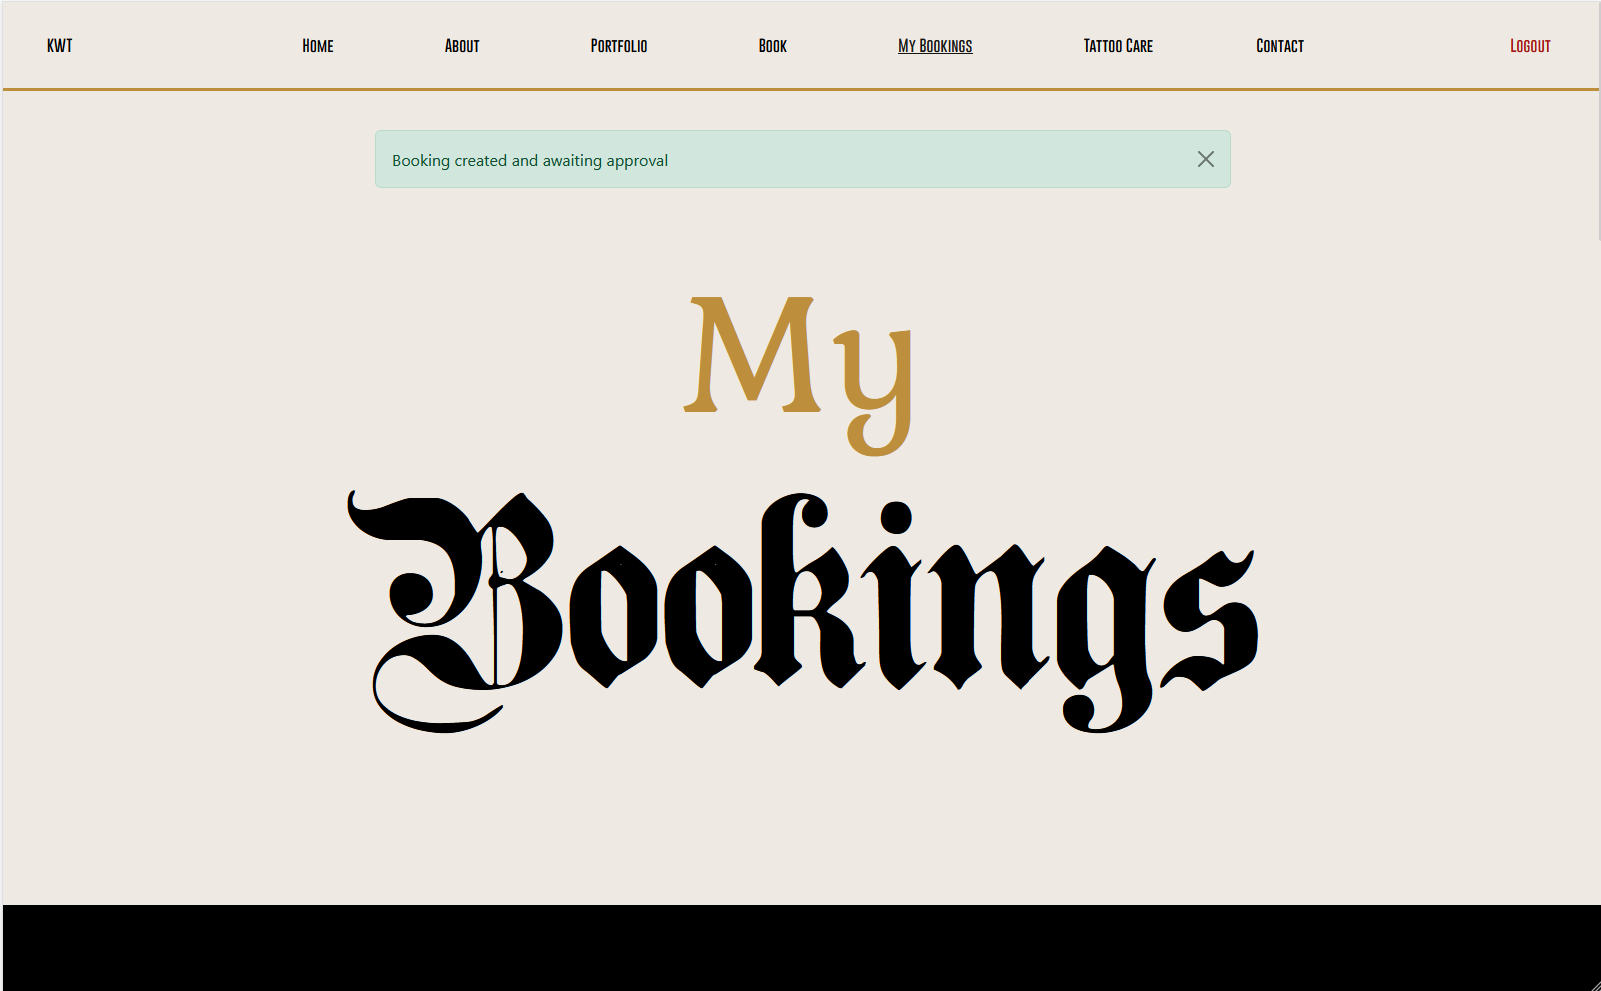 KWT Home About Portfolio Book My Bookings Tattoo Care Contact Logout
Booking created and awaiting approval
My
Bookings